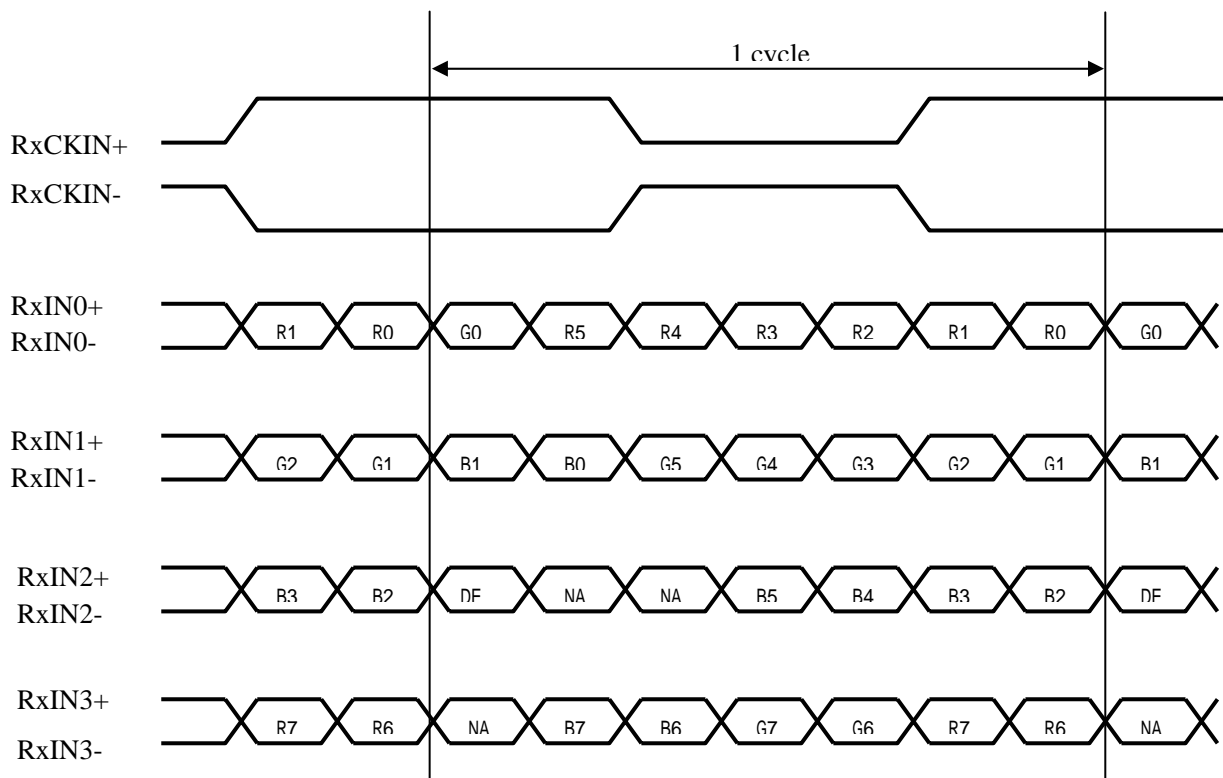 1 cycle
RxCKIN+
RxCKIN-
RxIN0+
RxIN0-
R1 R0 G0 R5 R4 R3 R2 R1 R0 G0
RxIN1+
RxIN1-
G2 G1 B1 B0 G5 G4 G3 G2 G1 B1
RxIN2+
RxIN2-
B3 B2 DE NA NA B5 B4 B3 B2 DE
RxIN3+
RxIN3-
R7 R6 NA B7 B6 G7 G6 R7 R6 NA